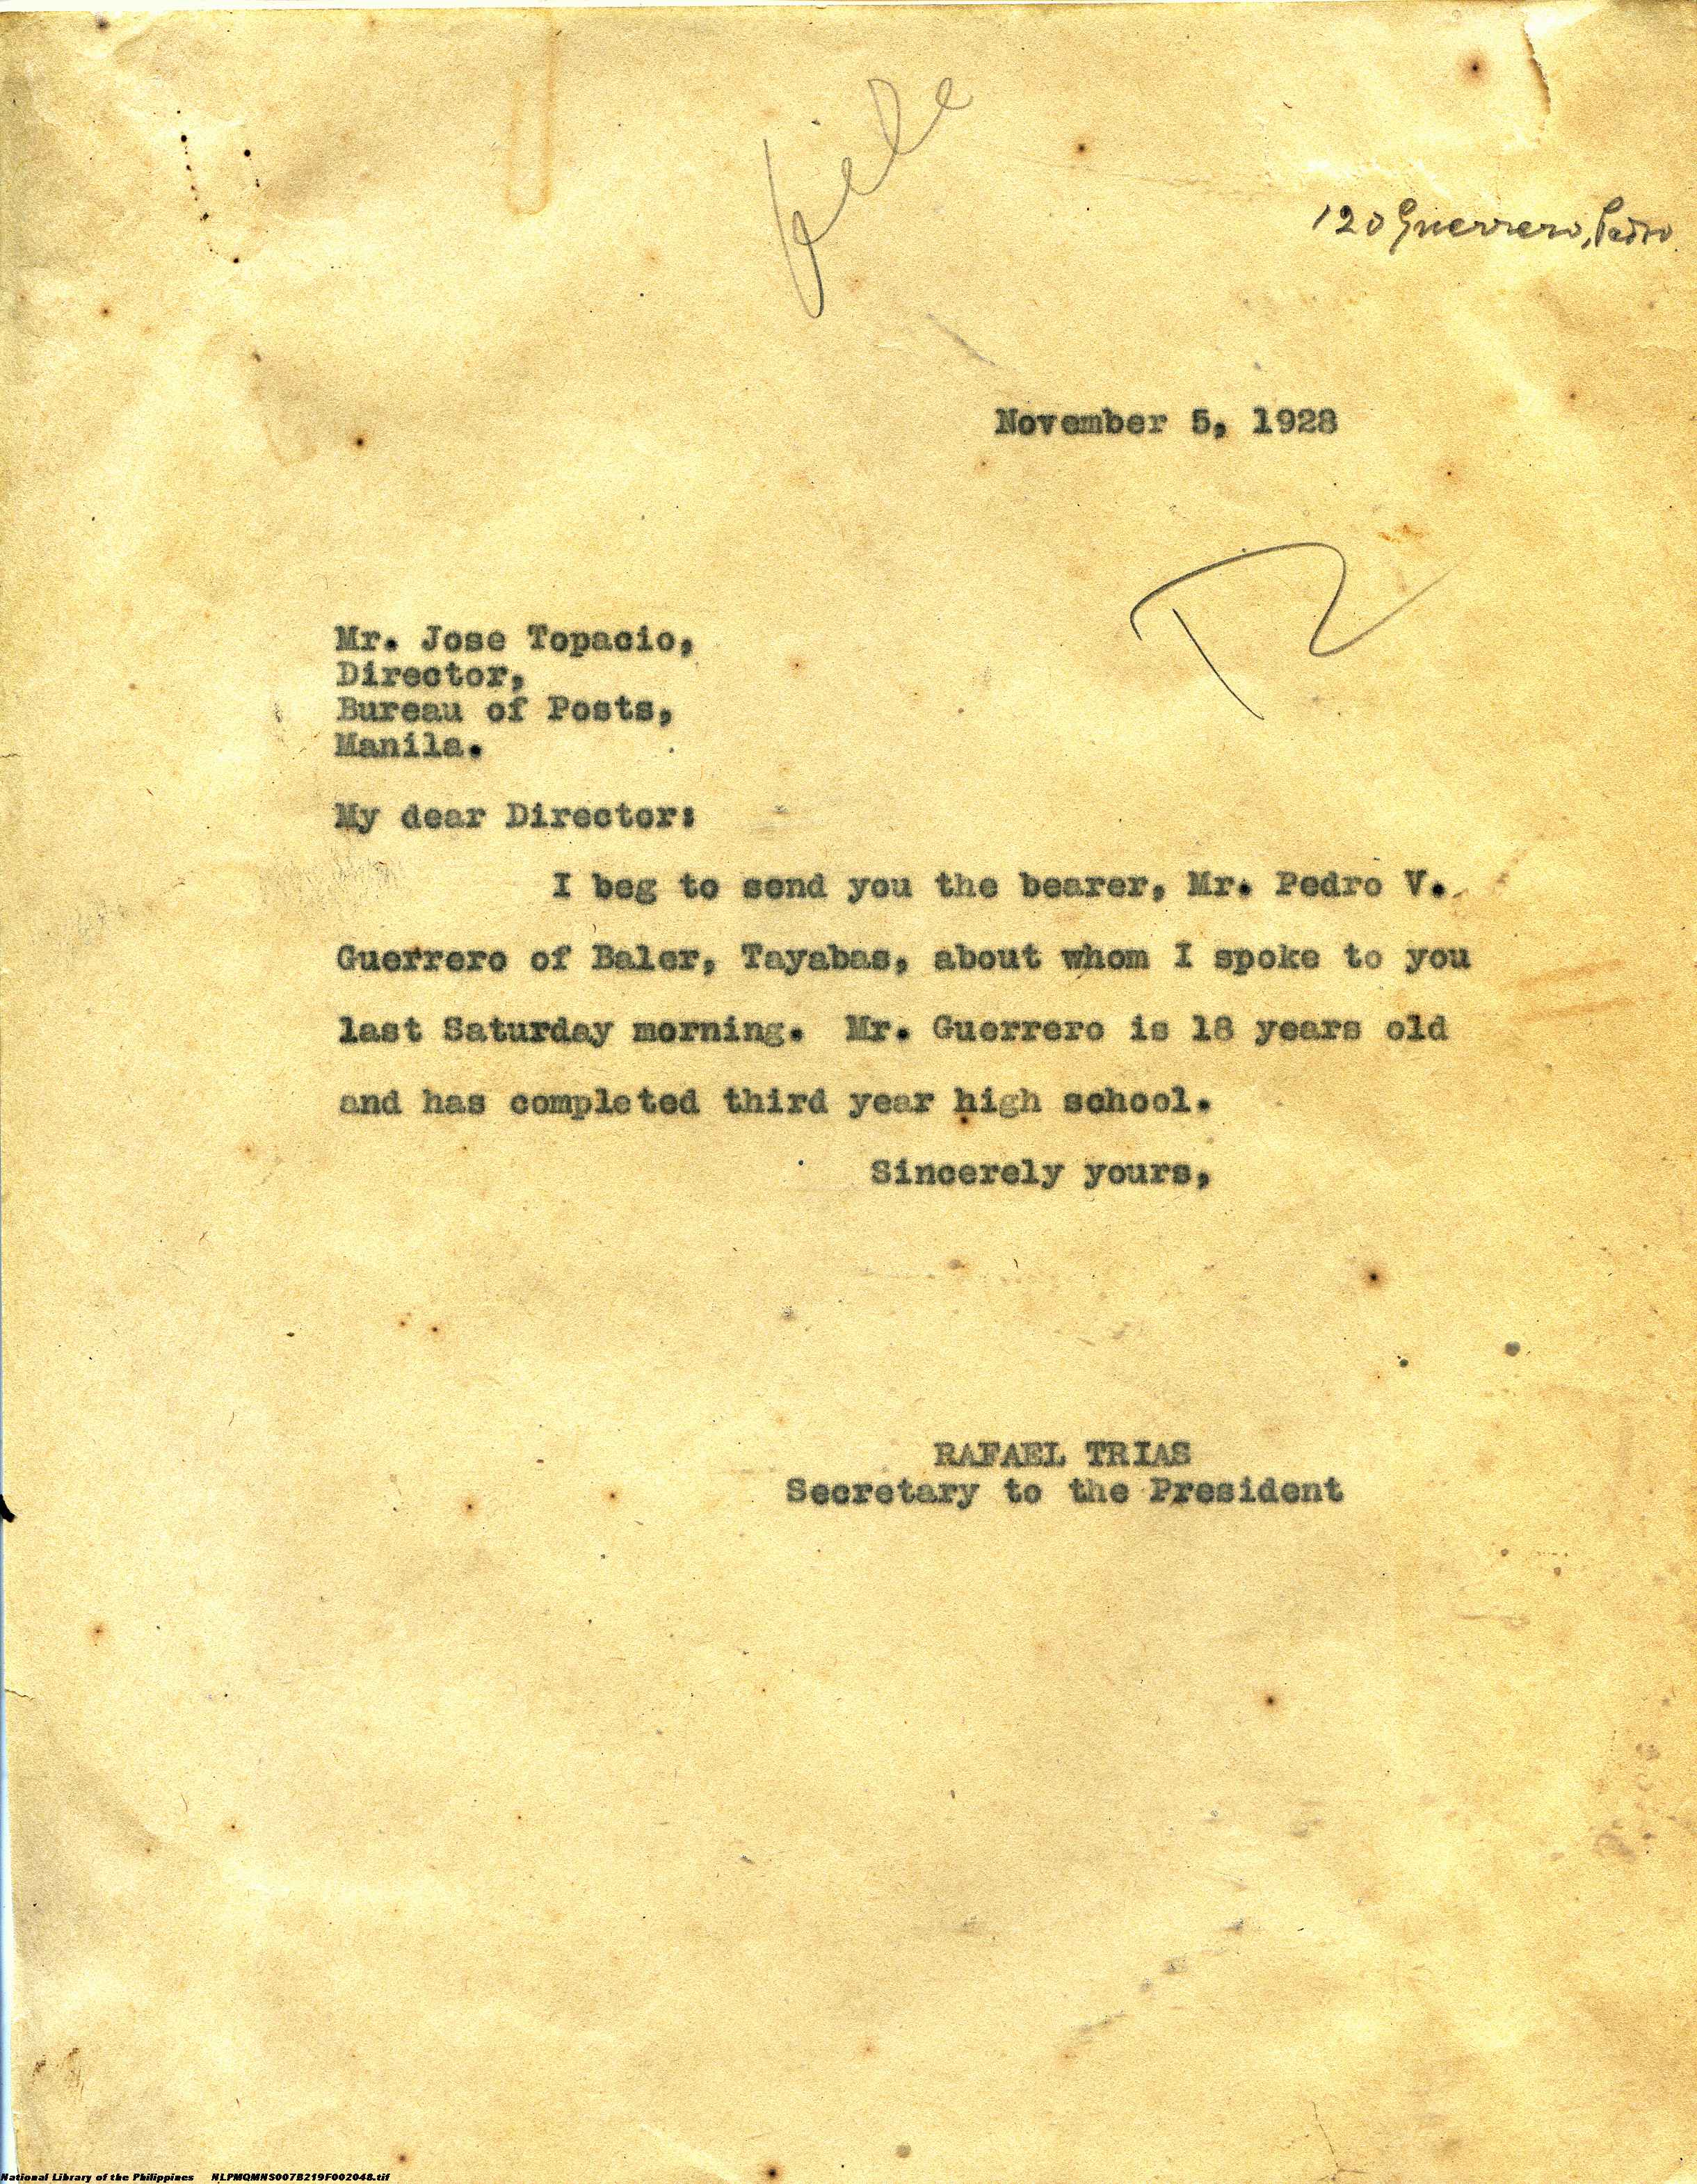 file
120 Guerrero, Pedro
November 5, 1928
Mr. Jose Topacio,
Director,
Bureau of Posts,
Manila.
My dear Director:
I beg to send you the bearer, Mr. Pedro V.
Guerrero of Baler, Tayabas, about whom I spoke to you
last Saturday morning. Mr. Guerrero is 18 years old
and has completed third year high school.
Sincerely yours,
RAFAEL TRIAS
Secretary to the President
National Library of the Philippines NLPMQMNS007B219F002048.tif